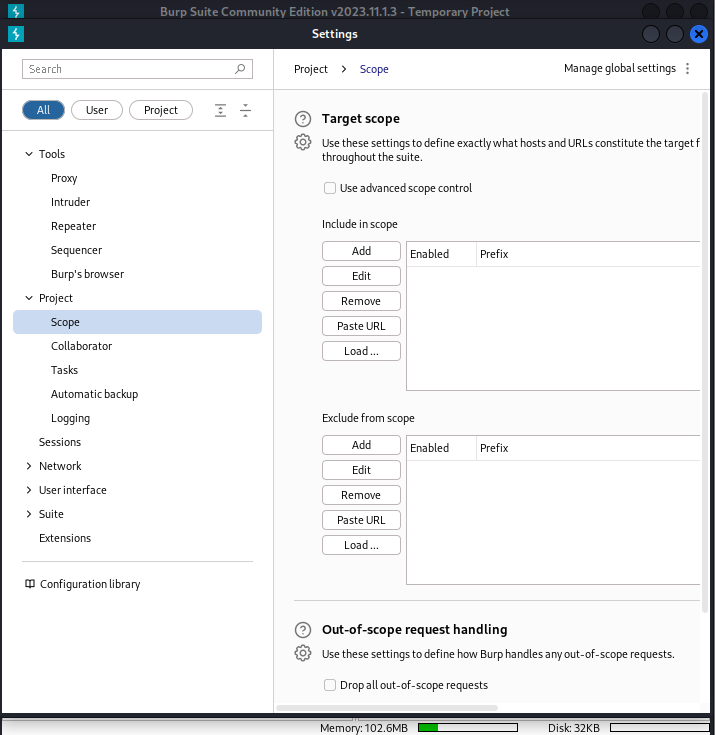 Burp Suite Community Edition v2023.11.1.3 - Temporary Project
Settings
Search
Project > Scope
Manage global settings
All
User
Project
Tools
Proxy
Intruder
Repeater
Sequencer
Burp's browser
Project
Scope
Collaborator
Tasks
Automatic backup
Logging
Sessions
Network
User interface
Suite
Extensions
Configuration library
Target scope
Use these settings to define exactly what hosts and URLs constitute the target f
throughout the suite.
Use advanced scope control
Include in scope
Add
Edit
Remove
Paste URL
Load ...
Enabled
Prefix
Exclude from scope
Add
Edit
Remove
Paste URL
Load ...
Enabled
Prefix
Out-of-scope request handling
Use these settings to define how Burp handles any out-of-scope requests.
Drop all out-of-scope requests
Memory: 102.6MB
Disk: 32KB